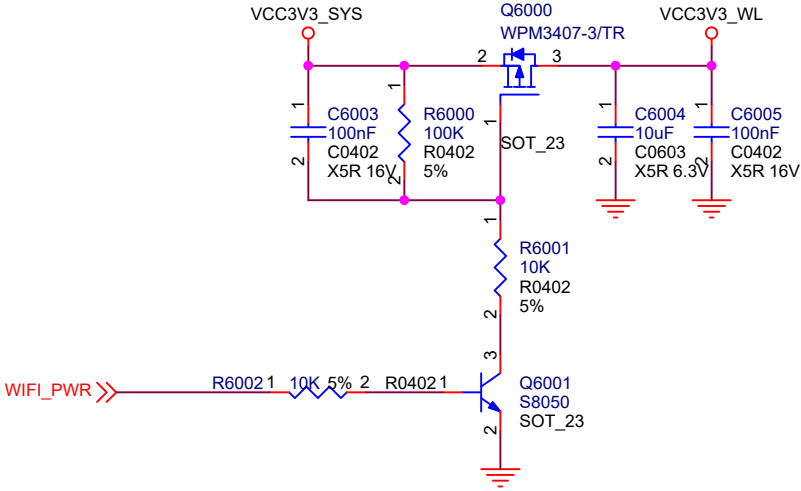 VCC3V3_SYS
Q6000
WPM3407-3/TR
VCC3V3_WL
2
3
1
C6003
100nF
C0402
X5R 16V
2
1
R6000
100K
R0402
5%
2
1
SOT_23
1
C6004
10uF
C0603
X5R 6.3V
2
1
C6005
100nF
C0402
X5R 16V
2
1
R6001
10K
R0402
5%
2
WIFI_PWR
R6002 1 10K 5% 2 R0402 1
3
Q6001
S8050
SOT_23
2